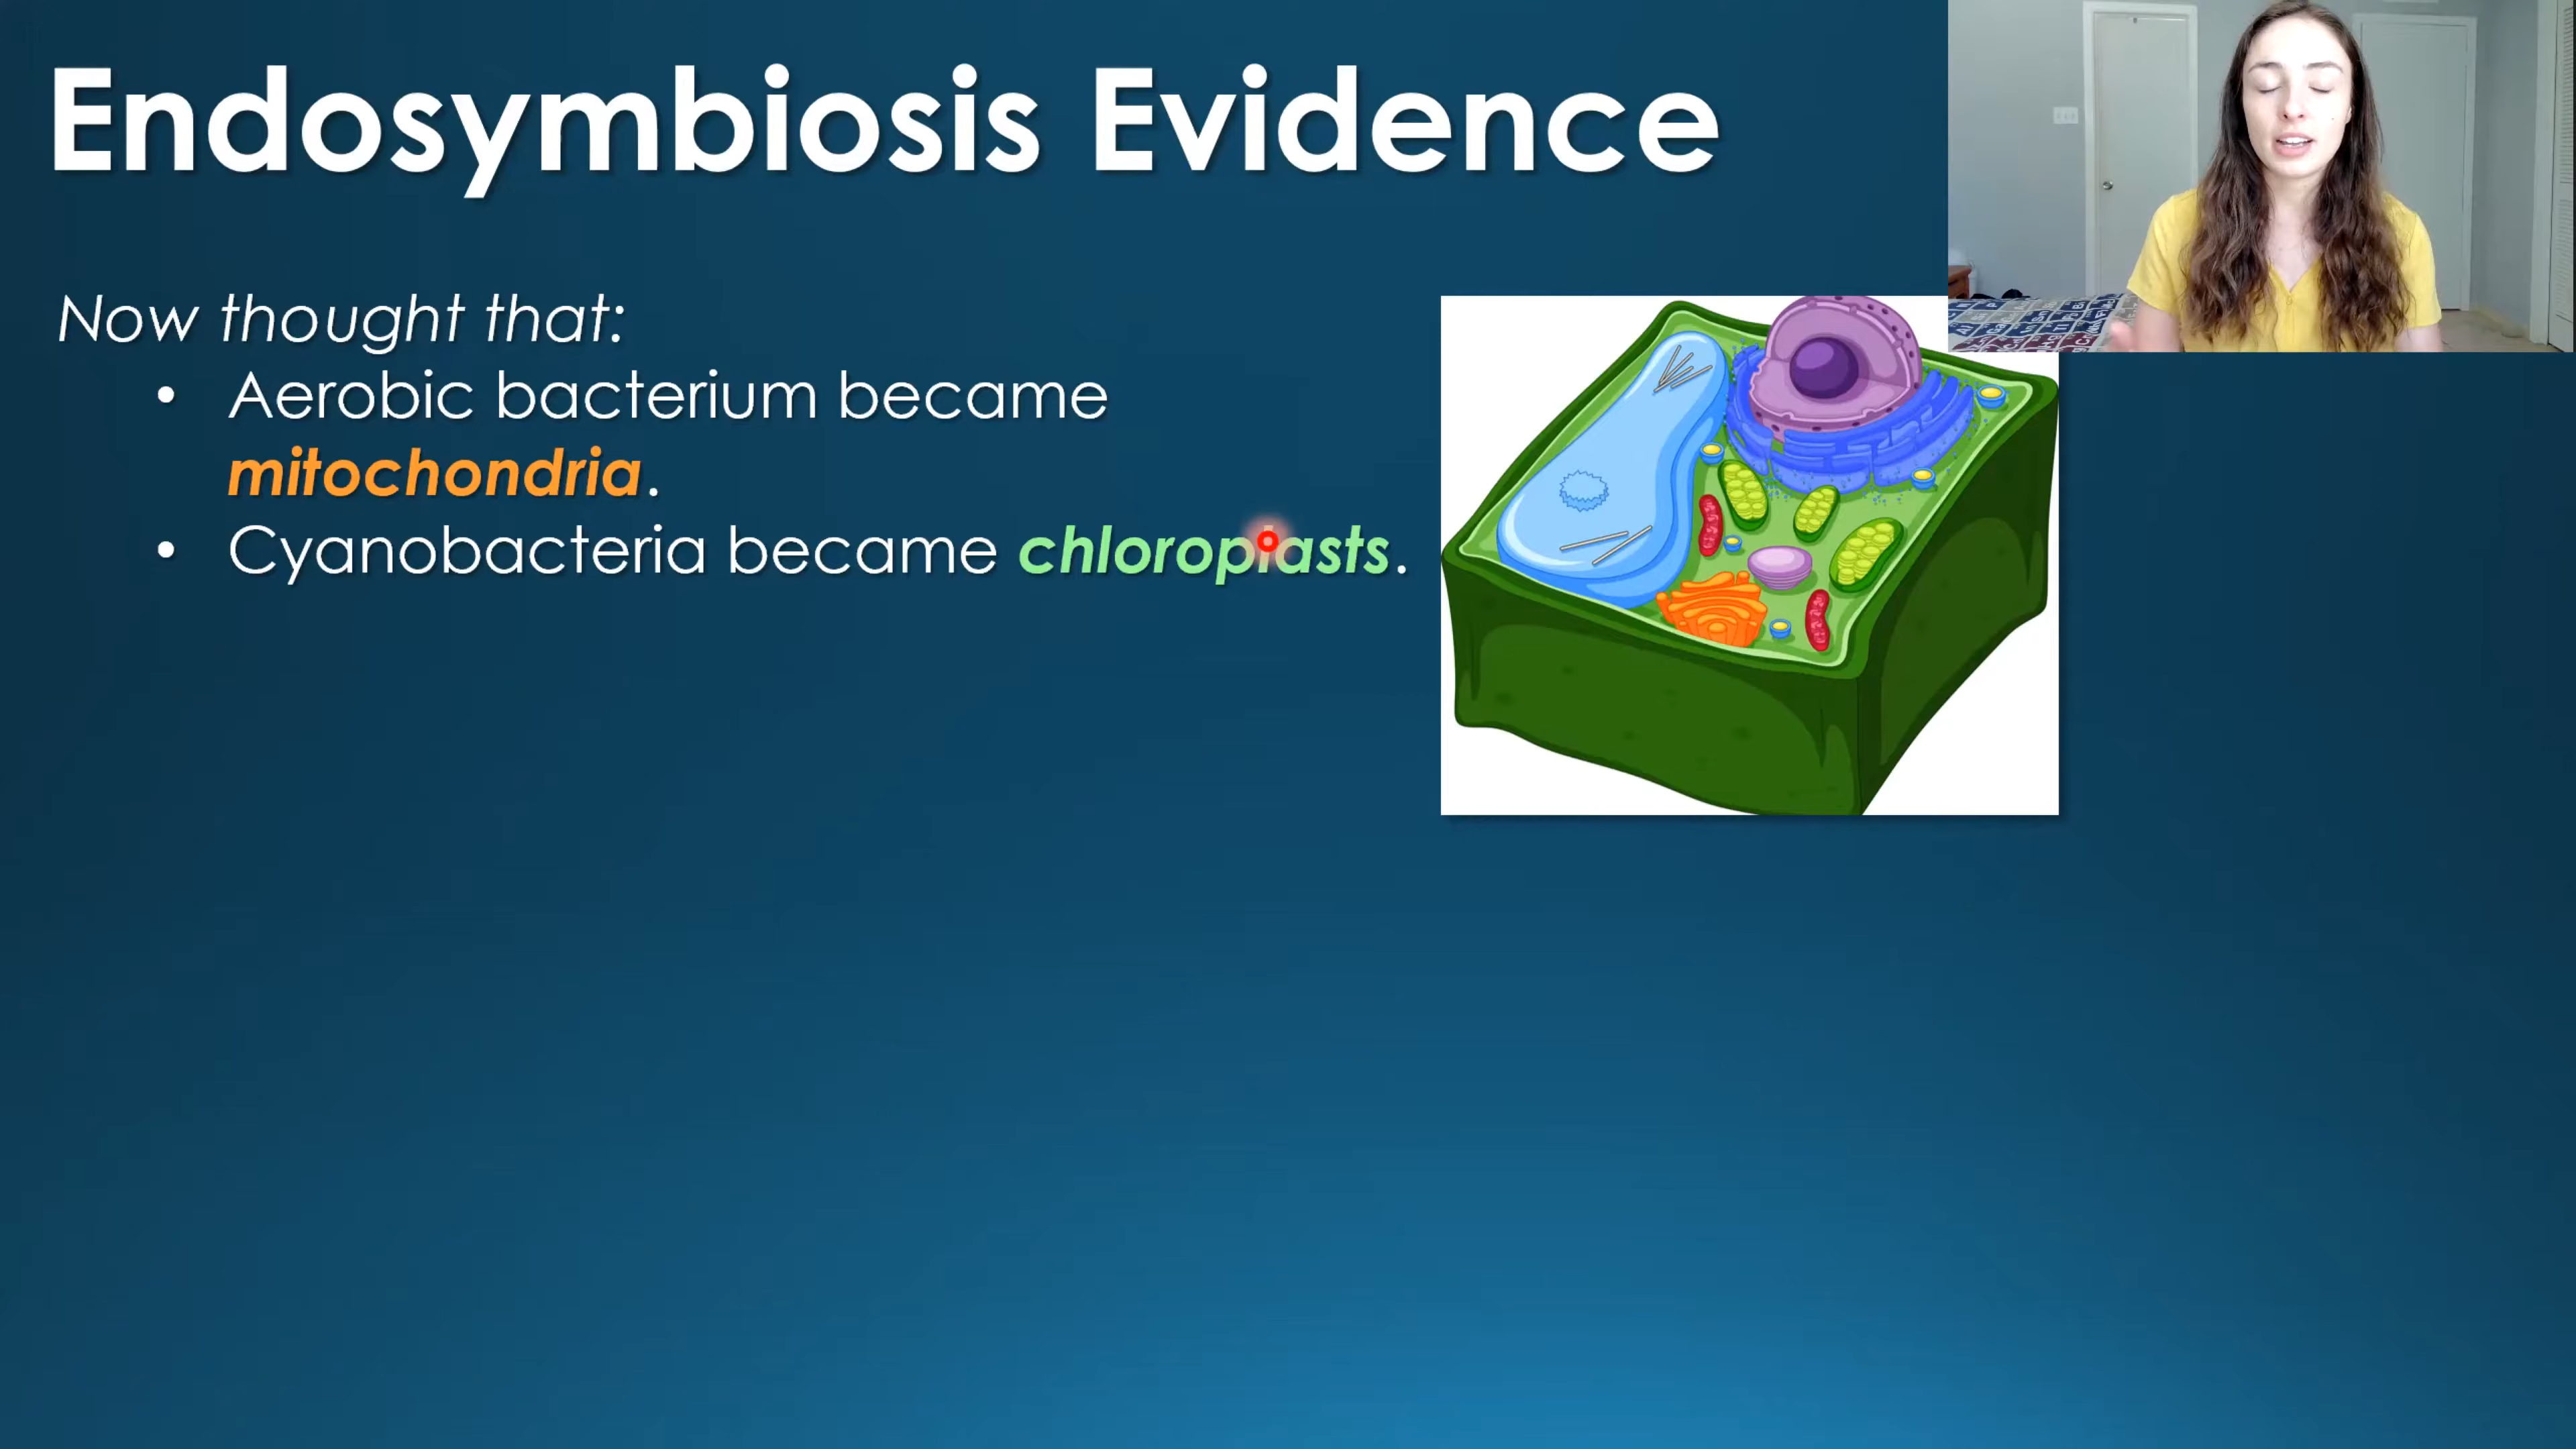 Endosymbiosis Evidence
Now thought that:
• Aerobic bacterium became
mitochondria.
• Cyanobacteria became chloroplasts.